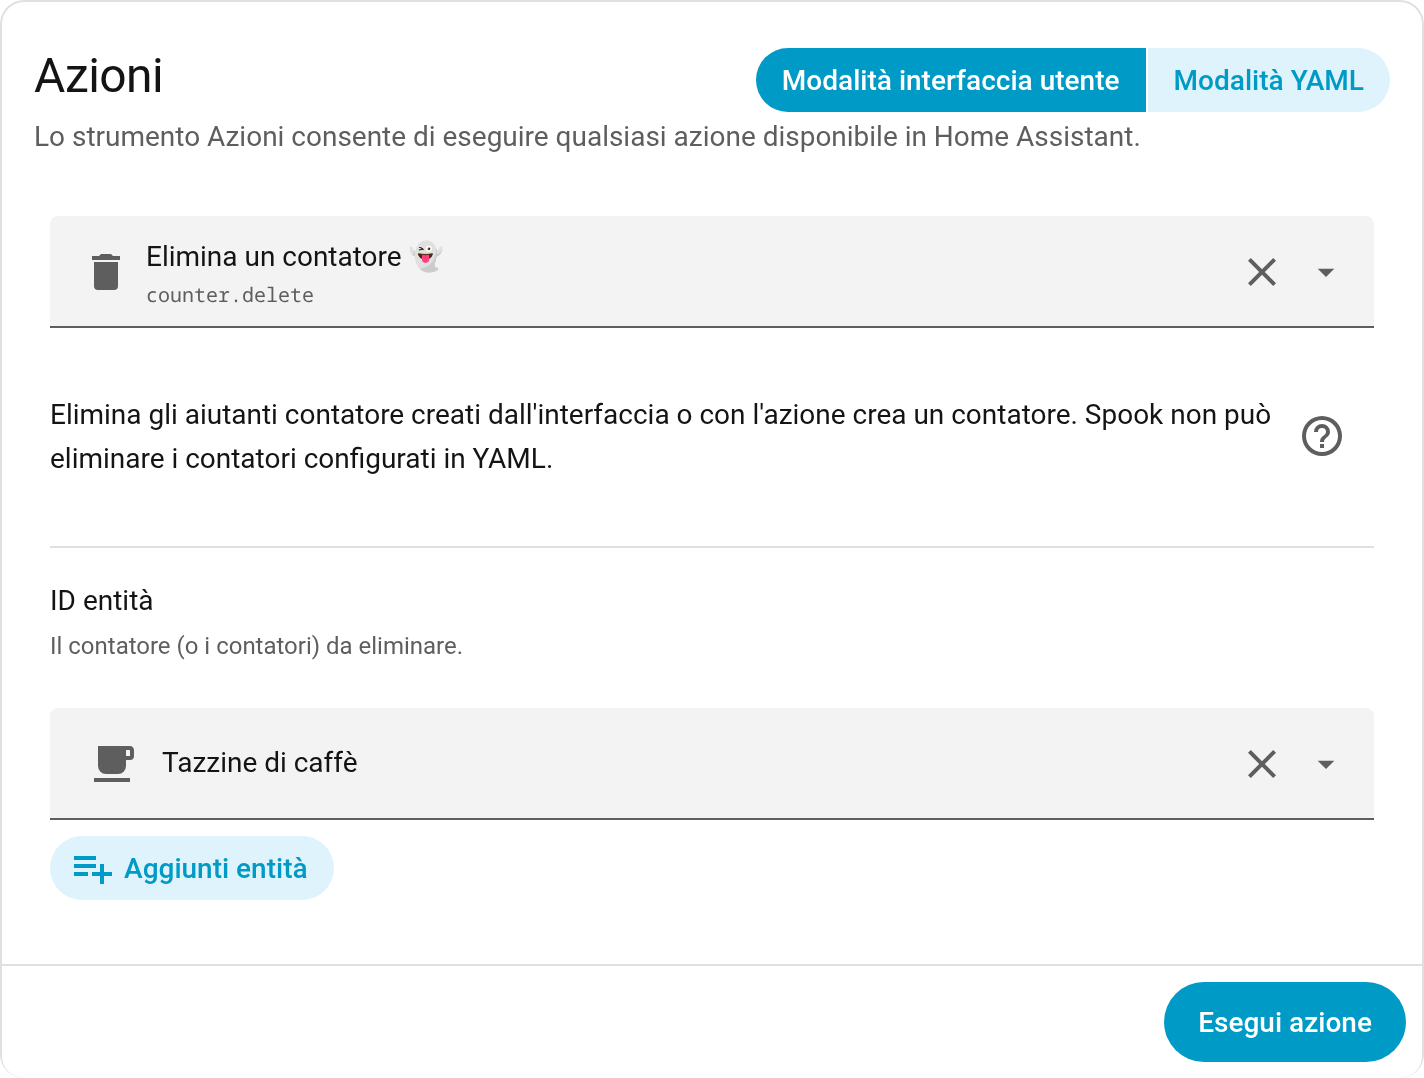 Azioni
Modalità interfaccia utente
Modalità YAML
Lo strumento Azioni consente di eseguire qualsiasi azione disponibile in Home Assistant.
Elimina un contatore 👻
counter.delete
Elimina gli aiutanti contatore creati dall'interfaccia o con l'azione crea un contatore. Spook non può
eliminare i contatori configurati in YAML.
ID entità
Il contatore (o i contatori) da eliminare.
Tazzine di caffè
Aggiunti entità
Esegui azione